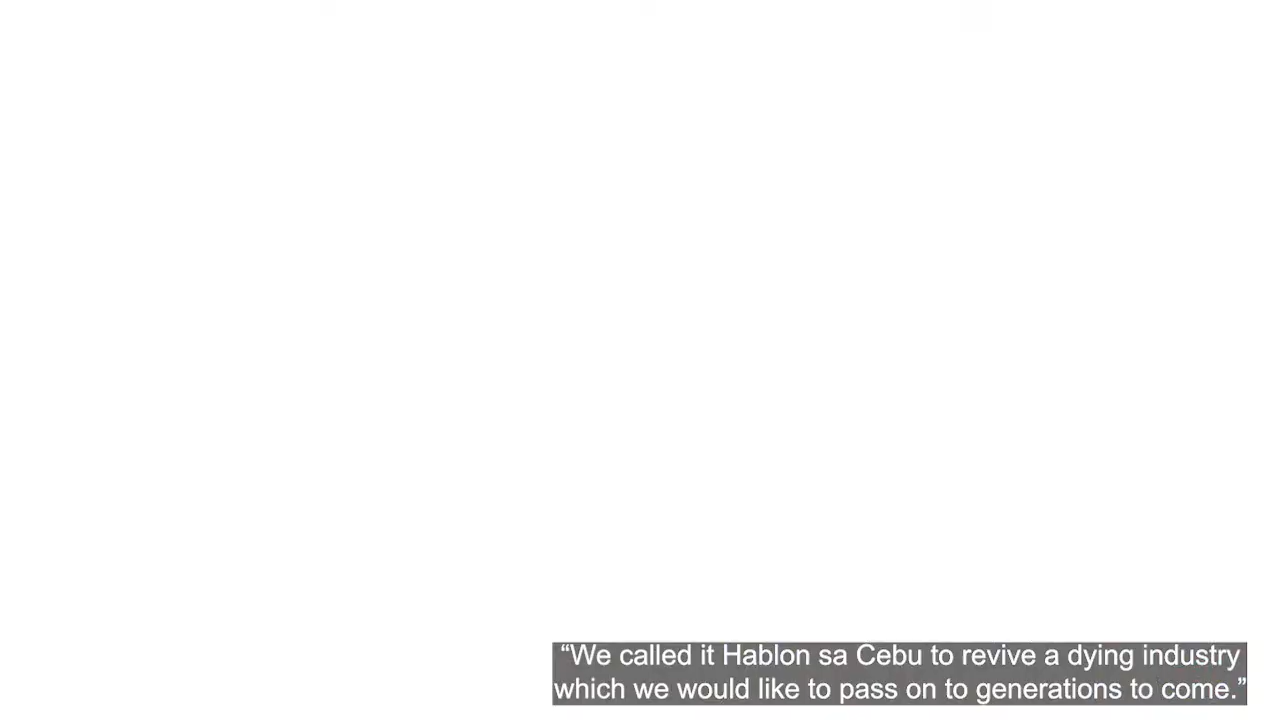 “We called it Hablon sa Cebu to revive a dying industry
which we would like to pass on to generations to come.”